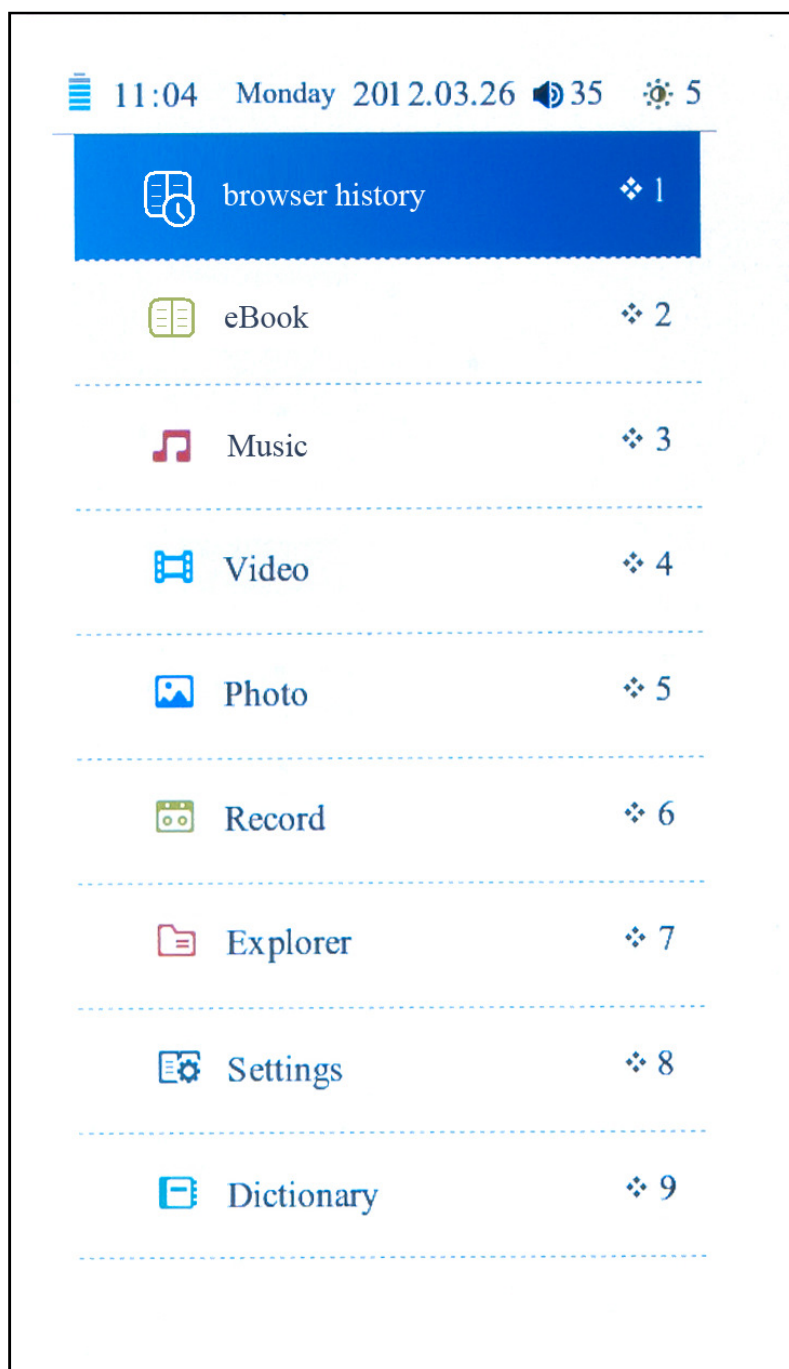 11:04 Monday 2012.03.26 35 5
browser history 1
eBook 2
Music 3
Video 4
Photo 5
Record 6
Explorer 7
Settings 8
Dictionary 9